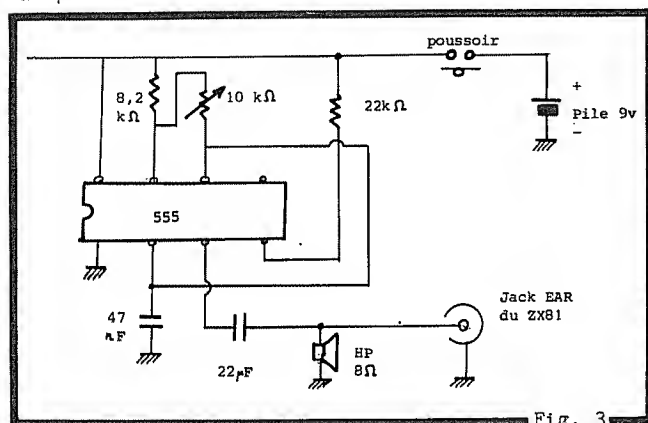 poussoir
8,2
kΩ
10 kΩ
22kΩ
+
Pile 9v
-
555
47
nF
22µF
HP
8Ω
Jack EAR
du ZX81
Fig. 3